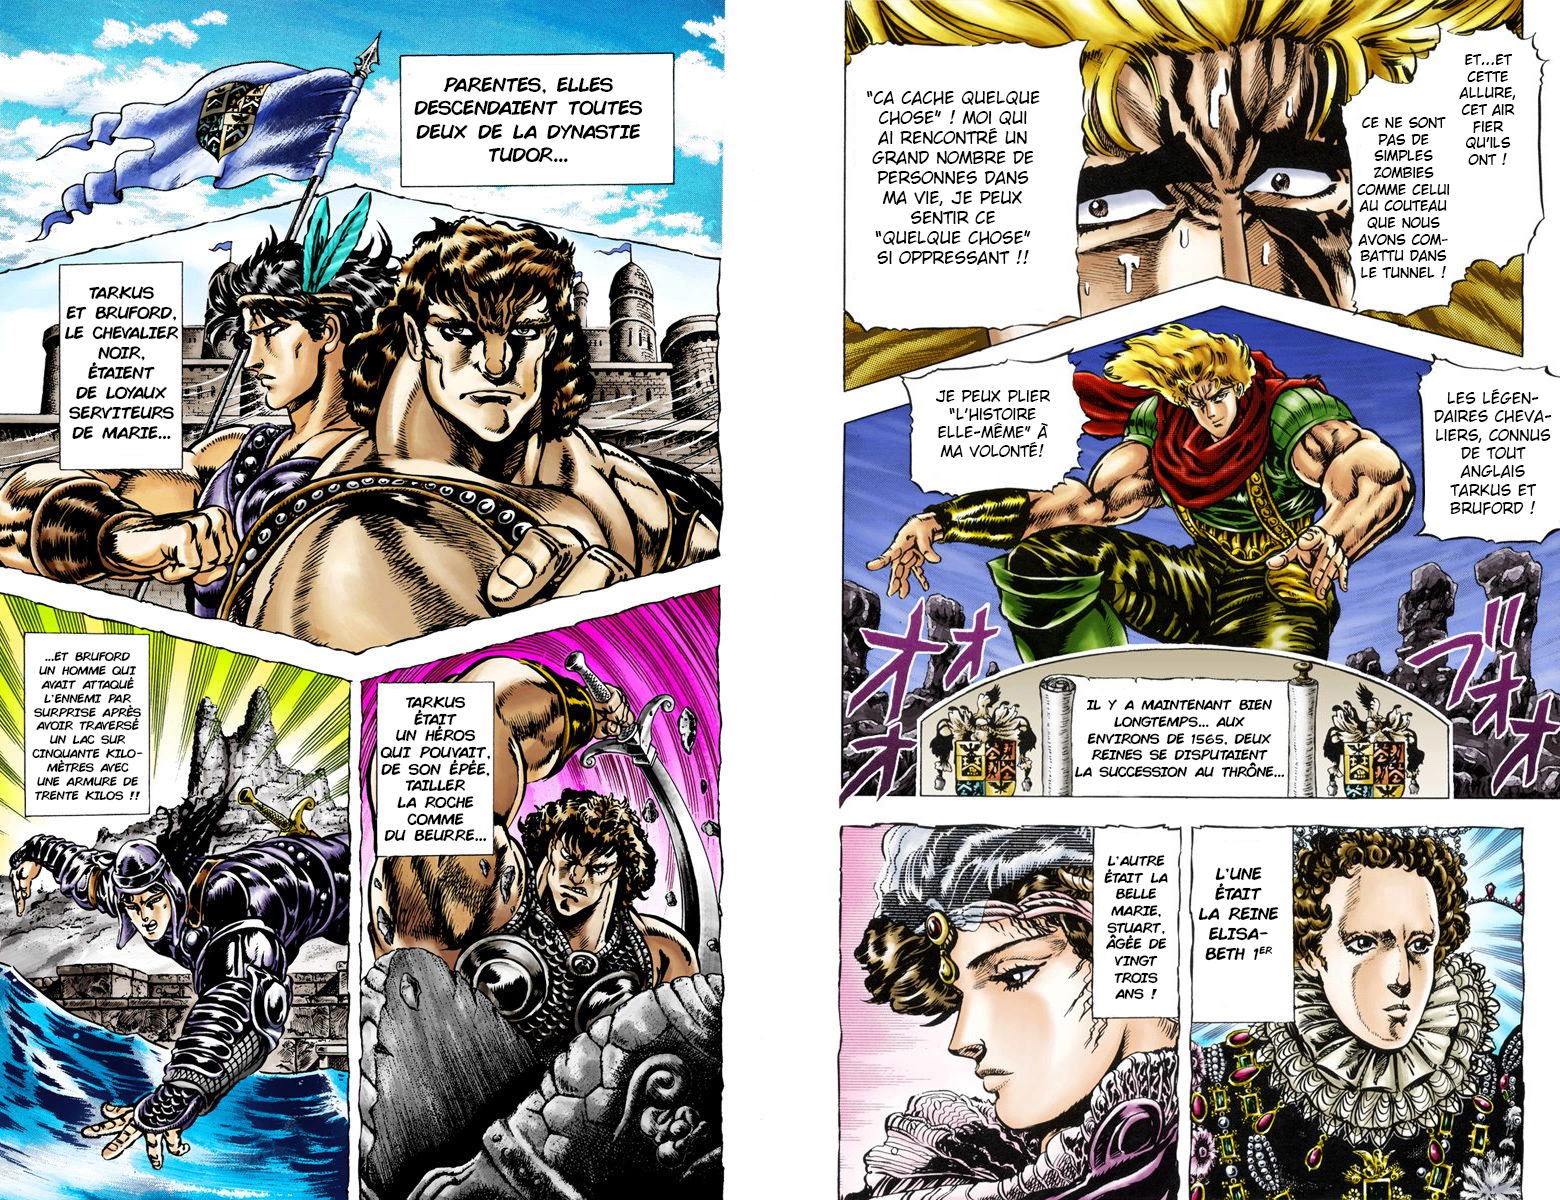 ET...ET
CETTE
ALLURE,
CET AIR
FIER
QU'ILS
ONT !
CE NE SONT
PAS DE
SIMPLES
ZOMBIES
COMME CELUI
AU COUTEAU
QUE NOUS
AVONS COM-
BATTU DANS
LE TUNNEL !
"CA CACHE QUELQUE
CHOSE" ! MOI QUI
AI RENCONTRÉ UN
GRAND NOMBRE DE
PERSONNES DANS
MA VIE, JE PEUX
SENTIR CE
"QUELQUE CHOSE"
SI OPPRESSANT !!
LES LÉGEN-
DAIRES CHEVA-
LIERS, CONNUS
DE TOUT
ANGLAIS
TARKUS ET
BRUFORD !
JE PEUX PLIER
"L'HISTOIRE
ELLE-MÊME" À
MA VOLONTÉ!
ズオオ
オオオ
IL Y A MAINTENANT BIEN
LONGTEMPS... AUX
ENVIRONS DE 1565, DEUX
REINES SE DISPUTAIENT
LA SUCCESSION AU THRÔNE...
L'UNE
ÉTAIT
LA REINE
ELISA-
BETH 1ER
L'AUTRE
ÉTAIT LA
BELLE
MARIE,
STUART,
ÂGÉE DE
VINGT
TROIS
ANS !
PARENTES, ELLES
DESCENDAIENT TOUTES
DEUX DE LA DYNASTIE
TUDOR...
TARKUS
ET BRUFORD,
LE CHEVALIER
NOIR,
ÉTAIENT
DE LOYAUX
SERVITEURS
DE MARIE...
TARKUS
ÉTAIT
UN HÉROS
QUI POUVAIT,
DE SON ÉPÉE,
TAILLER
LA ROCHE
COMME
DU BEURRE...
...ET BRUFORD
UN HOMME QUI
AVAIT ATTAQUÉ
L'ENNEMI PAR
SURPRISE APRÈS
AVOIR TRAVERSÉ
UN LAC SUR
CINQUANTE KILO-
MÈTRES AVEC
UNE ARMURE DE
TRENTE KILOS !!